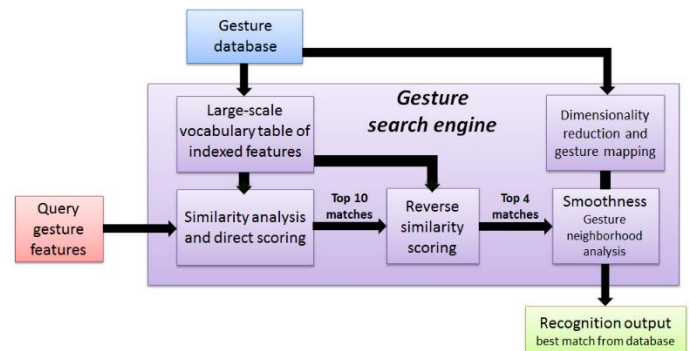 Gesture
database
Gesture
search engine
Large-scale
vocabulary table of
indexed features
Dimensionality
reduction and
gesture mapping
Query
gesture
features
Similarity analysis
and direct scoring
Top 10
matches
Reverse
similarity
scoring
Top 4
matches
Smoothness
Gesture
neighborhood
analysis
Recognition output
best match from database